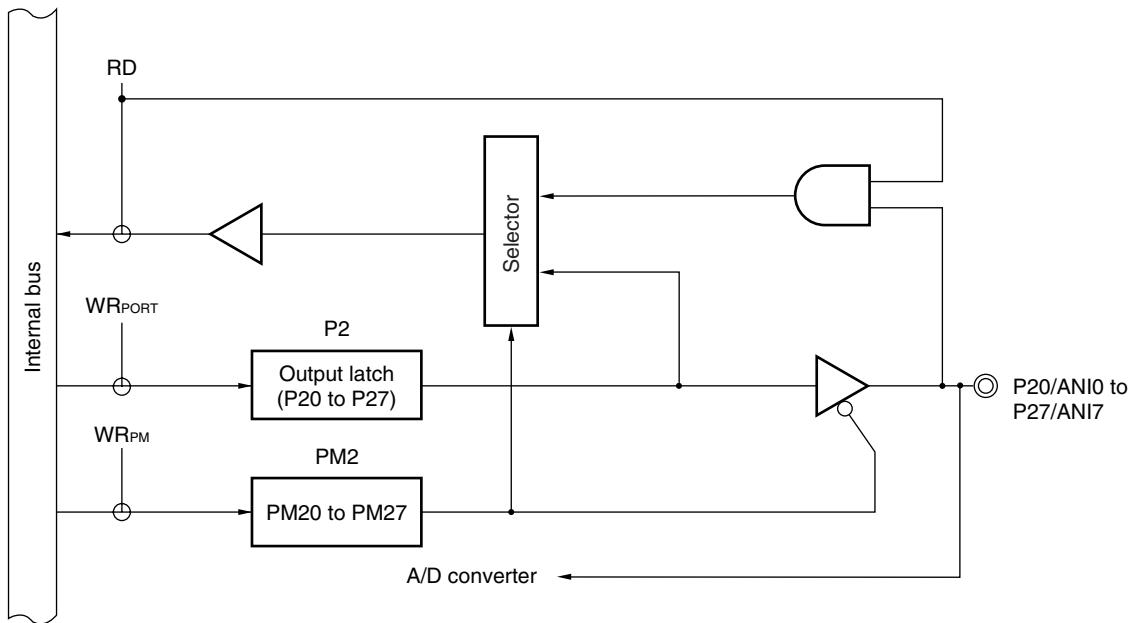 RD
Internal bus
Selector
WRPORT
P2
Output latch
(P20 to P27)
P20/ANI0 to
P27/ANI7
WRPM
PM2
PM20 to PM27
A/D converter